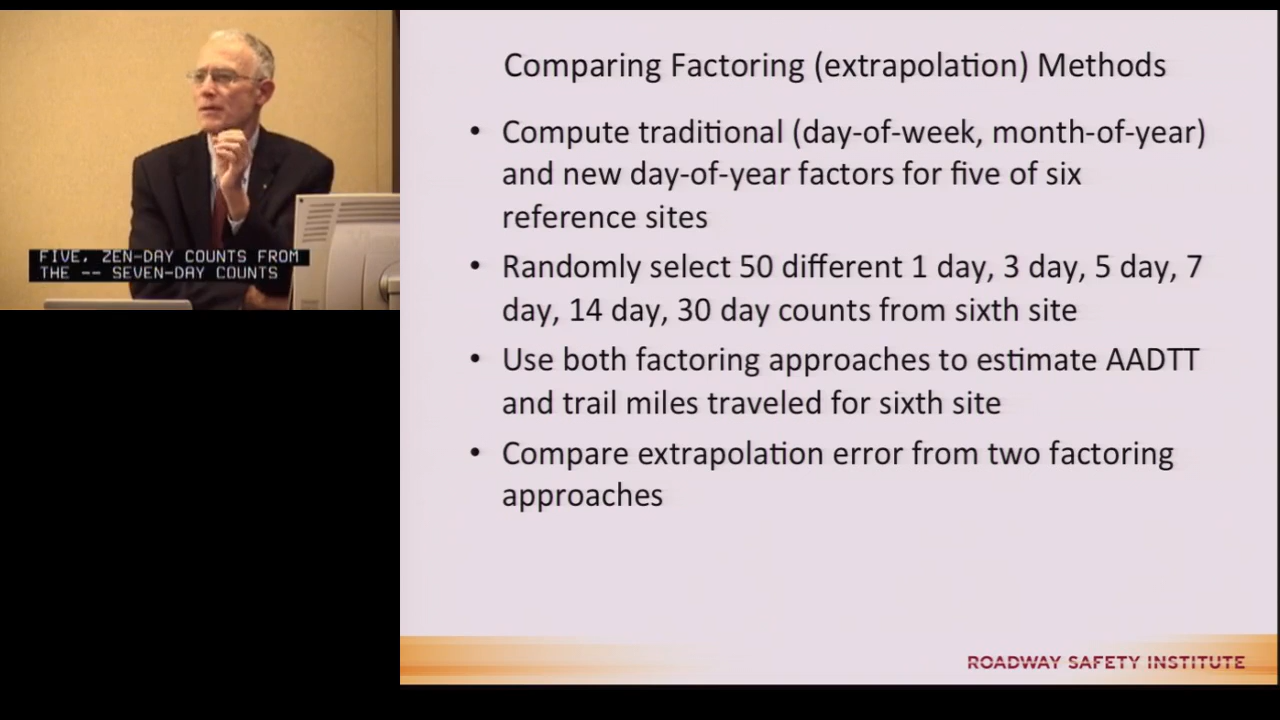 FIVE, ZEN-DAY COUNTS FROM
THE -- SEVEN-DAY COUNTS
Comparing Factoring (extrapolation) Methods
• Compute traditional (day-of-week, month-of-year)
and new day-of-year factors for five of six
reference sites
• Randomly select 50 different 1 day, 3 day, 5 day, 7
day, 14 day, 30 day counts from sixth site
• Use both factoring approaches to estimate AADTT
and trail miles traveled for sixth site
• Compare extrapolation error from two factoring
approaches
ROADWAY SAFETY INSTITUTE